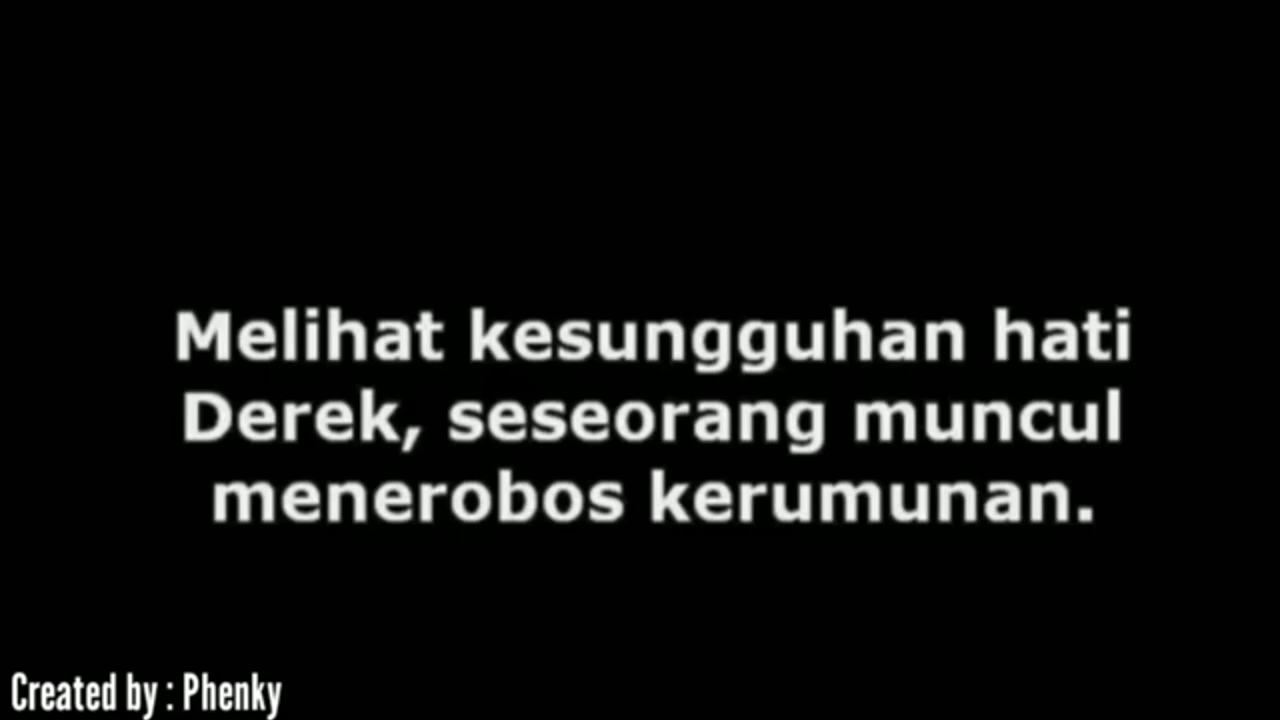 Melihat kesungguhan hati
Derek, seseorang muncul
menerobos kerumunan.
Created by : Phenky